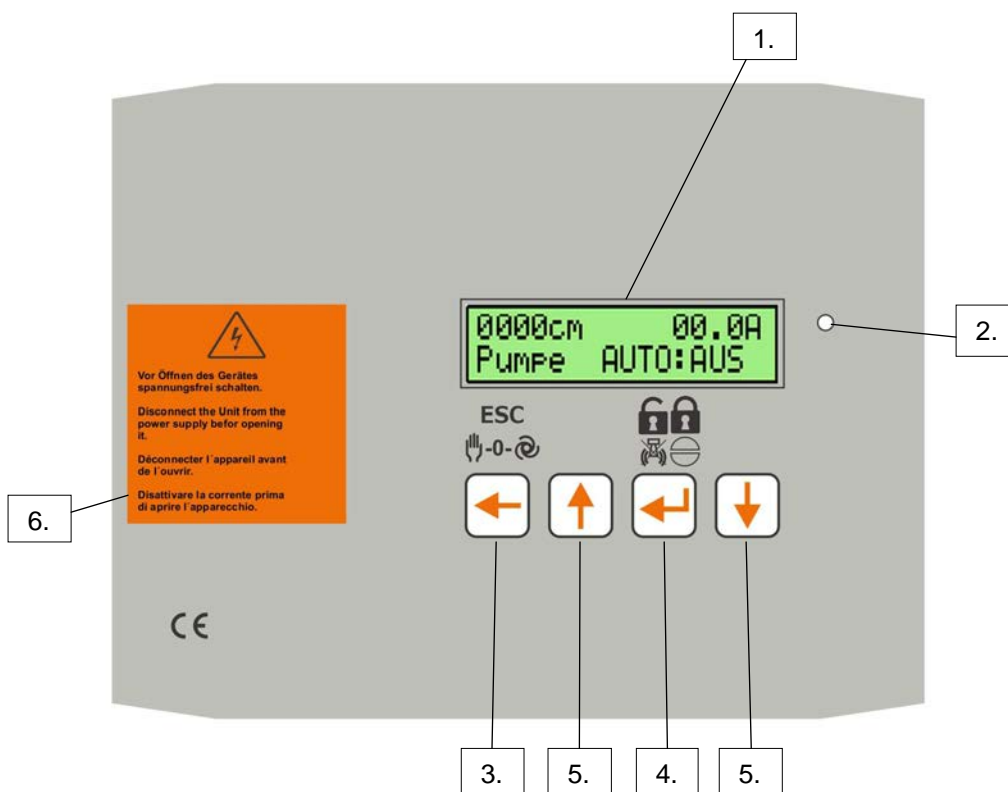 1.
0000cm 00.0A
Pumpe AUTO:AUS
2.
Vor Öffnen des Gerätes
spannungsfrei schalten.
Disconnect the Unit from the
power supply befor opening
it.
Déconnecter l´appareil avant
de l´ouvrir.
Disattivare la corrente prima
di aprire l´apparecchio.
ESC
-0-
6.
CE
3.
5.
4.
5.